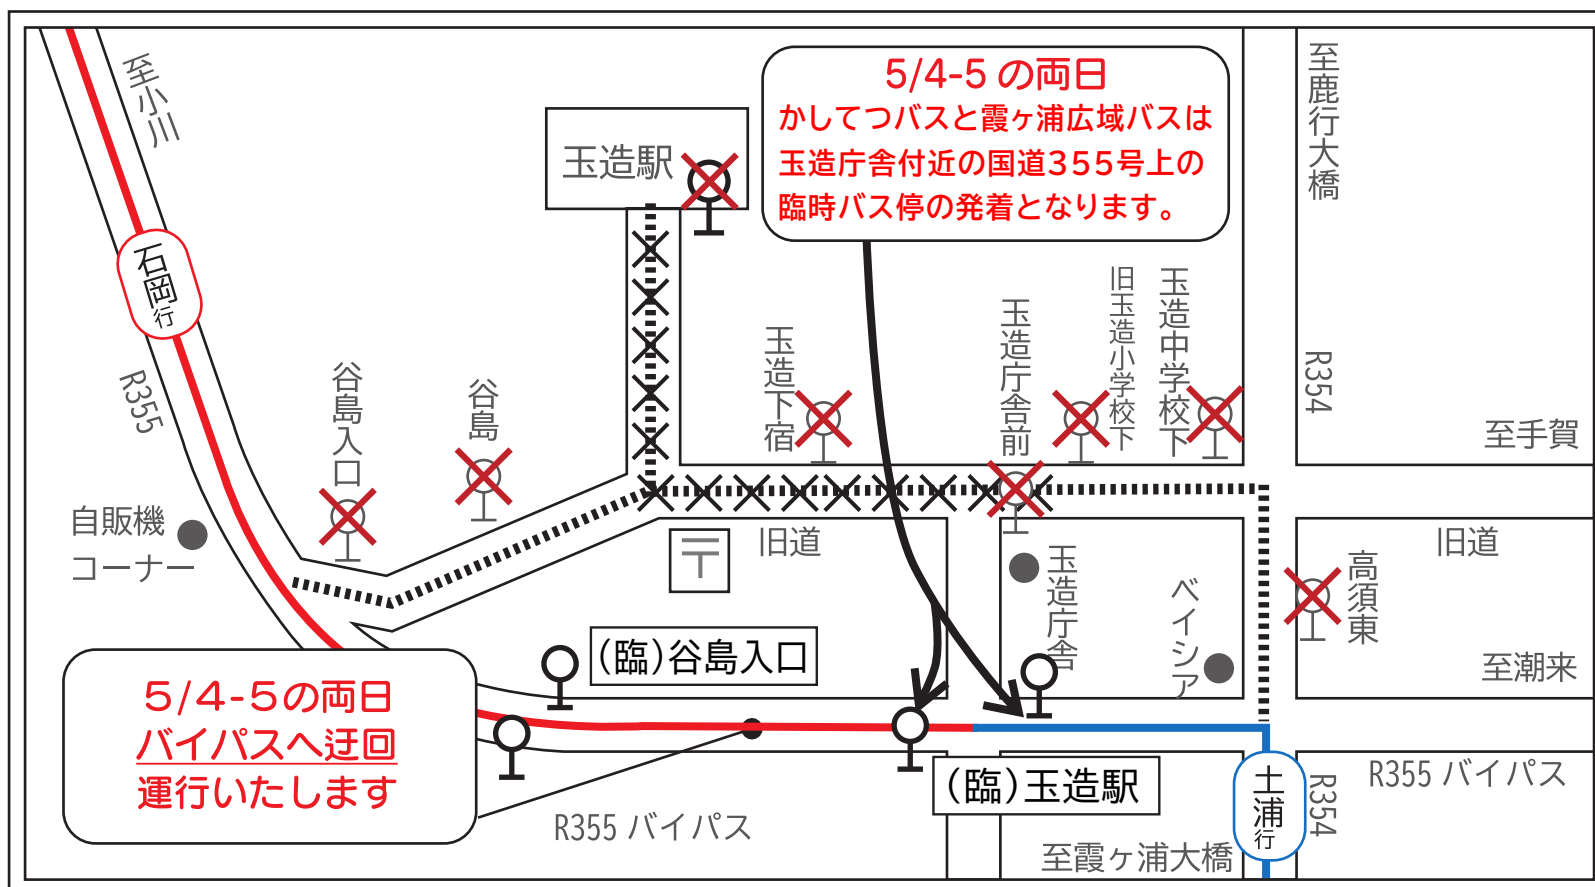 至小川
5/4-5 の両日
かしてつバスと霞ヶ浦広域バスは
玉造庁舎付近の国道355号上の
臨時バス停の発着となります。
至鹿行大橋
玉造駅
石岡行
R355
谷島入口
谷島
玉造下宿
玉造庁舎前
旧玉造小学校下
玉造中学校下
R354
至手賀
自販機
コーナー
〒
旧道
玉造庁舎
ベイシア
高須東
旧道
至潮来
(臨)谷島入口
5/4-5の両日
バイパスへ迂回
運行いたします
(臨)玉造駅
土浦行
R354
R355 バイパス
R355 バイパス
至霞ヶ浦大橋